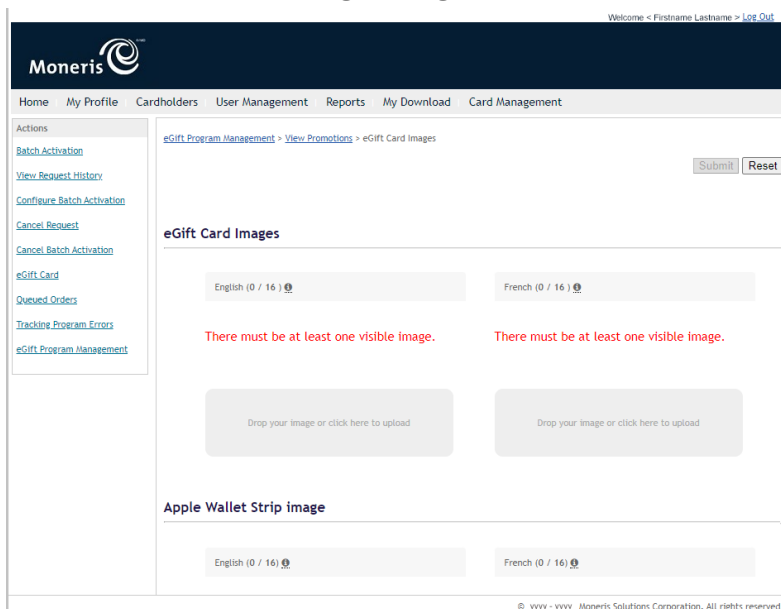 Welcome < Firstname Lastname > Log Out
Moneris
Home My Profile Cardholders User Management Reports My Download Card Management
Actions
Batch Activation
View Request History
Configure Batch Activation
Cancel Request
Cancel Batch Activation
eGift Card
Queued Orders
Tracking Program Errors
eGift Program Management
eGift Program Management > View Promotions > eGift Card Images
Submit Reset
eGift Card Images
English (0 / 16 )
French (0 / 16 )
There must be at least one visible image.
There must be at least one visible image.
Drop your image or click here to upload
Drop your image or click here to upload
Apple Wallet Strip image
English (0 / 16)
French (0 / 16)
© yyyy - yyyy Moneris Solutions Corporation. All rights reserved